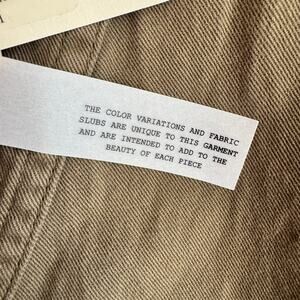 THE COLOR VARIATIONS AND FABRIC
SLUBS ARE UNIQUE TO THIS GARMENT
AND ARE INTENDED TO ADD TO THE
BEAUTY OF EACH PIECE